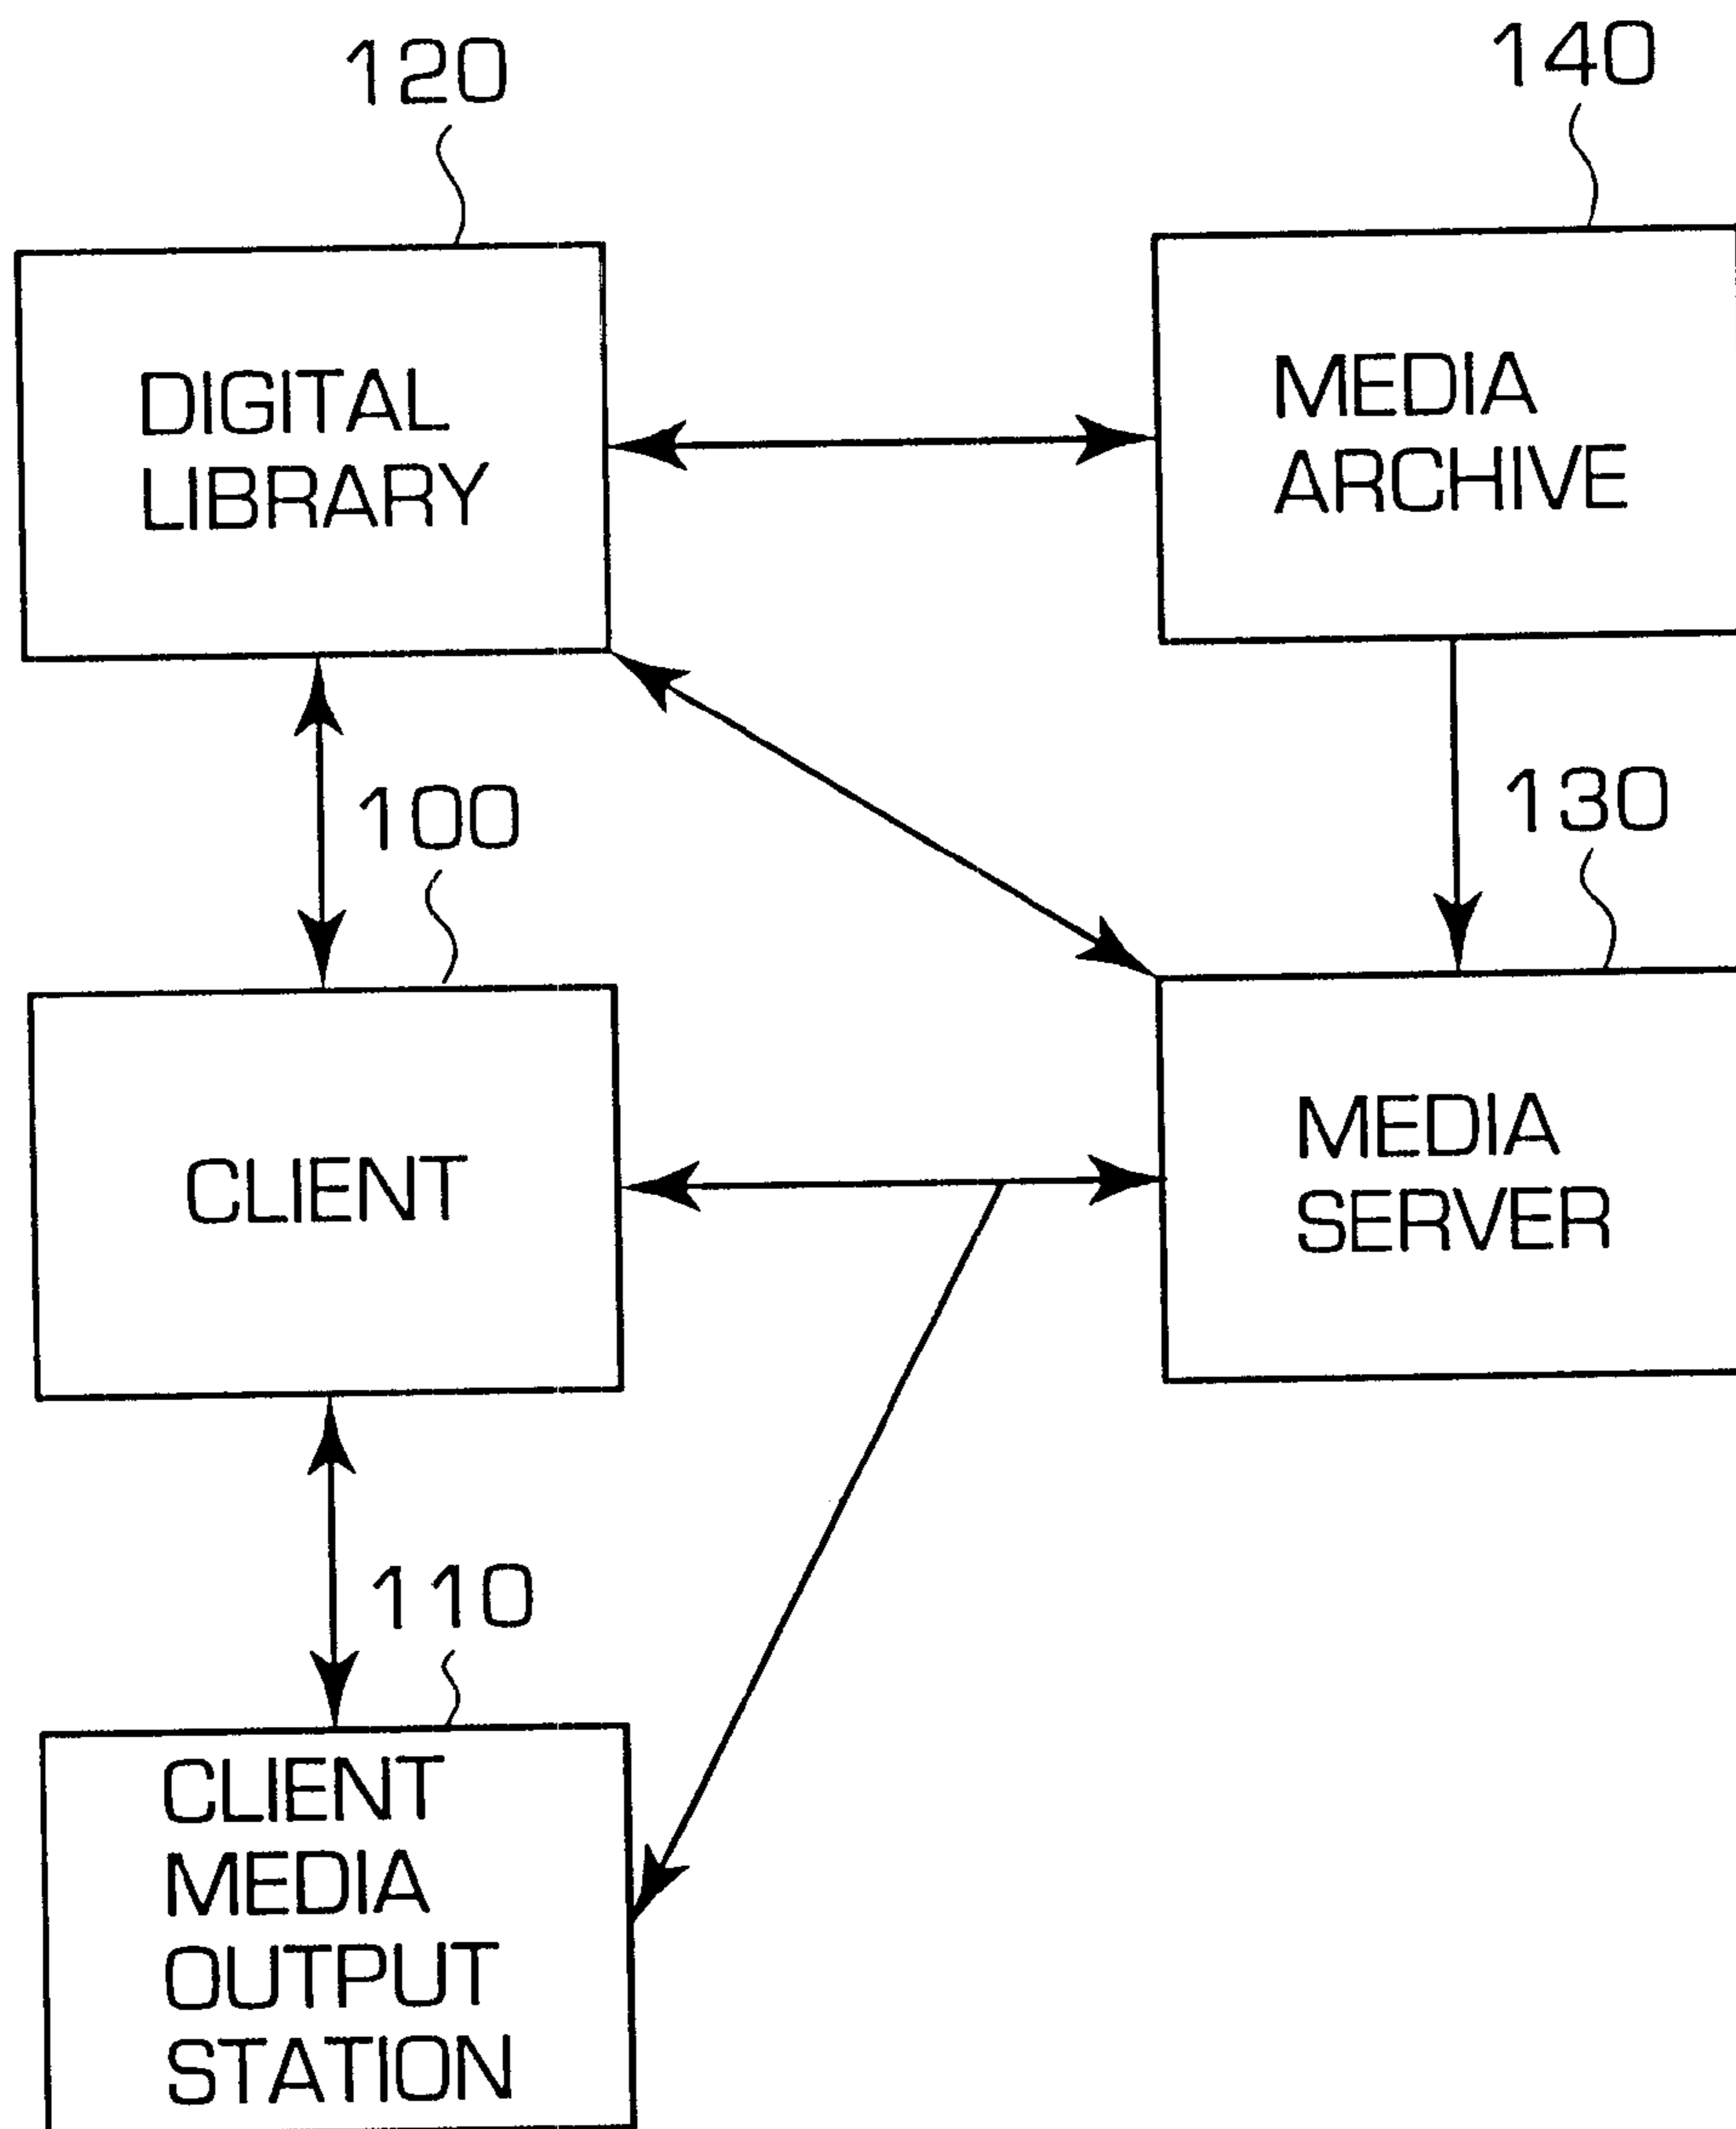 120
140
DIGITAL
LIBRARY
MEDIA
ARCHIVE
100
130
CLIENT
MEDIA
SERVER
110
CLIENT
MEDIA
OUTPUT
STATION